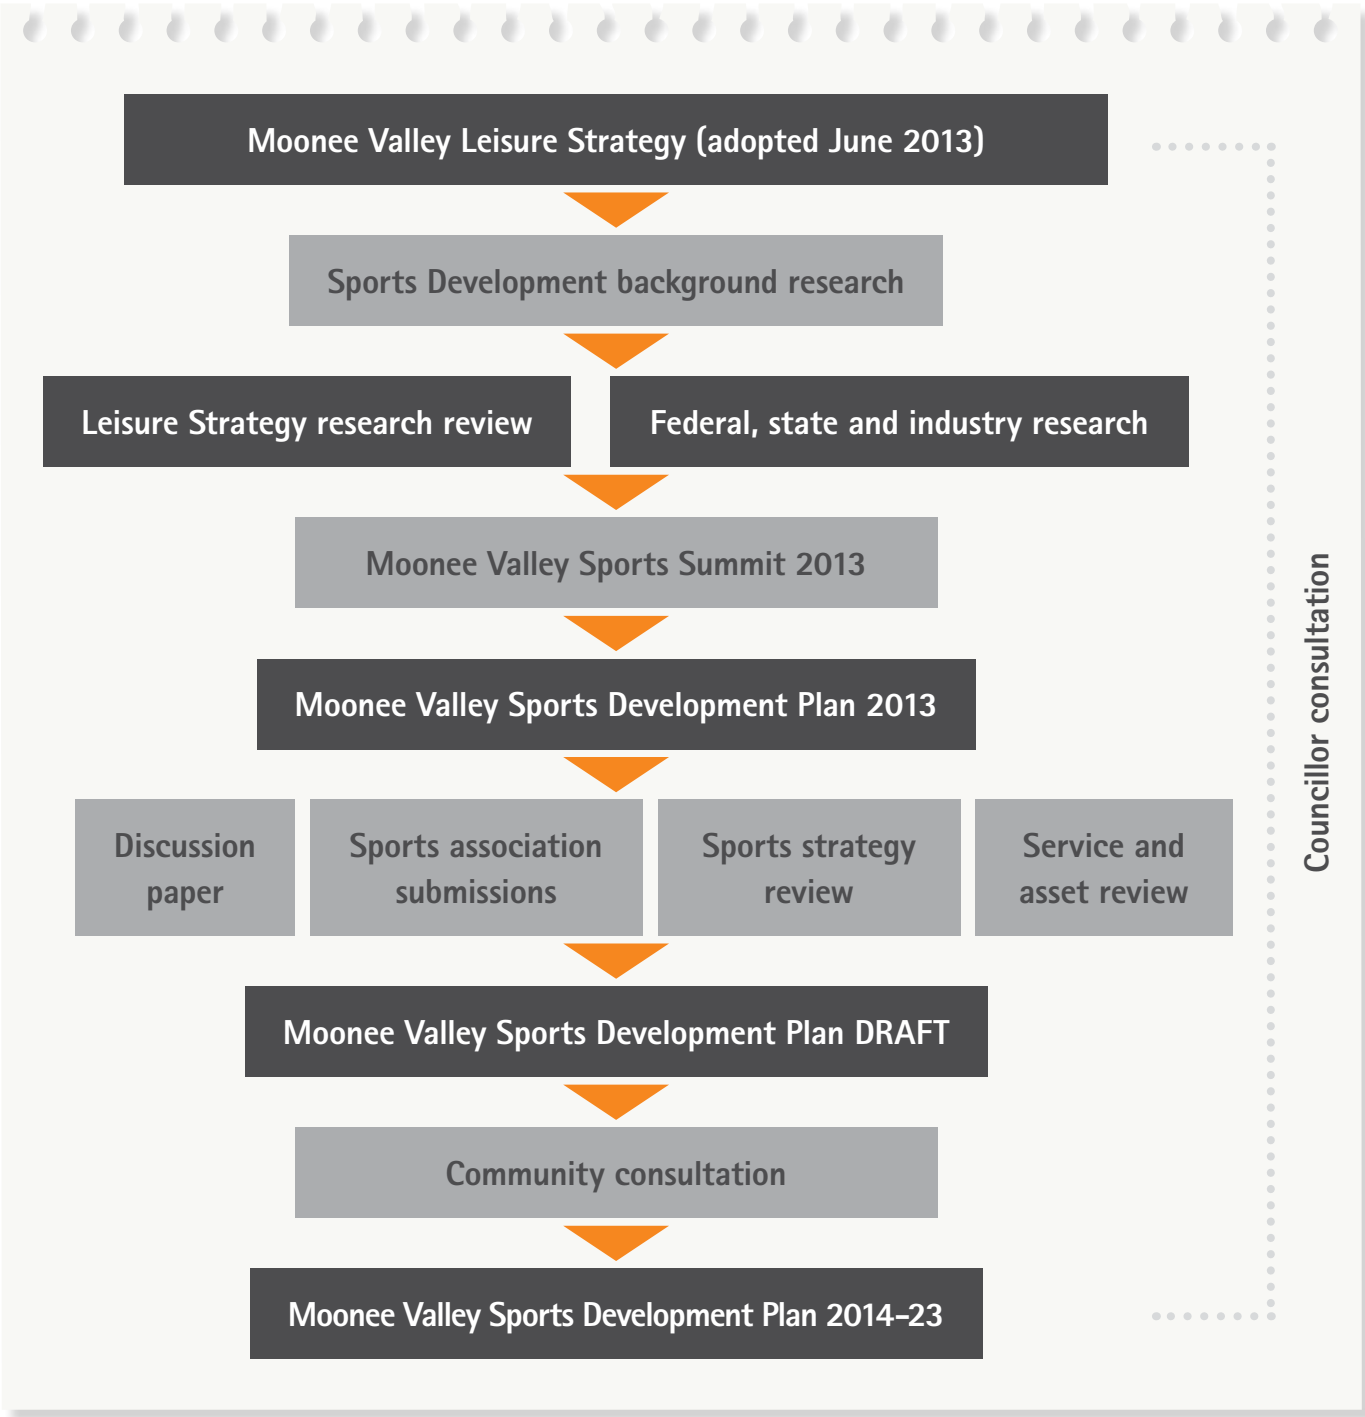 Moonee Valley Leisure Strategy (adopted June 2013)
Sports Development background research
Leisure Strategy research review
Federal, state and industry research
Moonee Valley Sports Summit 2013
Moonee Valley Sports Development Plan 2013
Discussion
paper
Sports association
submissions
Sports strategy
review
Service and
asset review
Moonee Valley Sports Development Plan DRAFT
Community consultation
Moonee Valley Sports Development Plan 2014–23
Councillor consultation